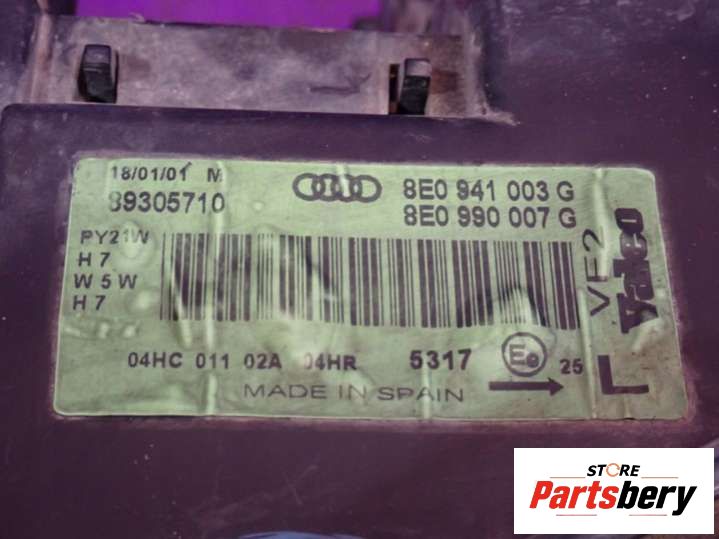 18/01/01 M
89305710
8E0 941 003 G
8E0 990 007 G
PY21W
H7
W5W
H7
VF2
Valeo
04HC 011 02A 04HR 5317
25
L
MADE IN SPAIN
STORE
Partsbery